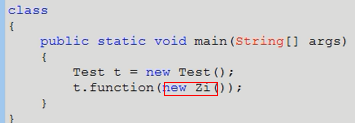 class
{
    public static void main(String[] args)
    {
        Test t = new Test();
        t.function(new Zi());
    }
}